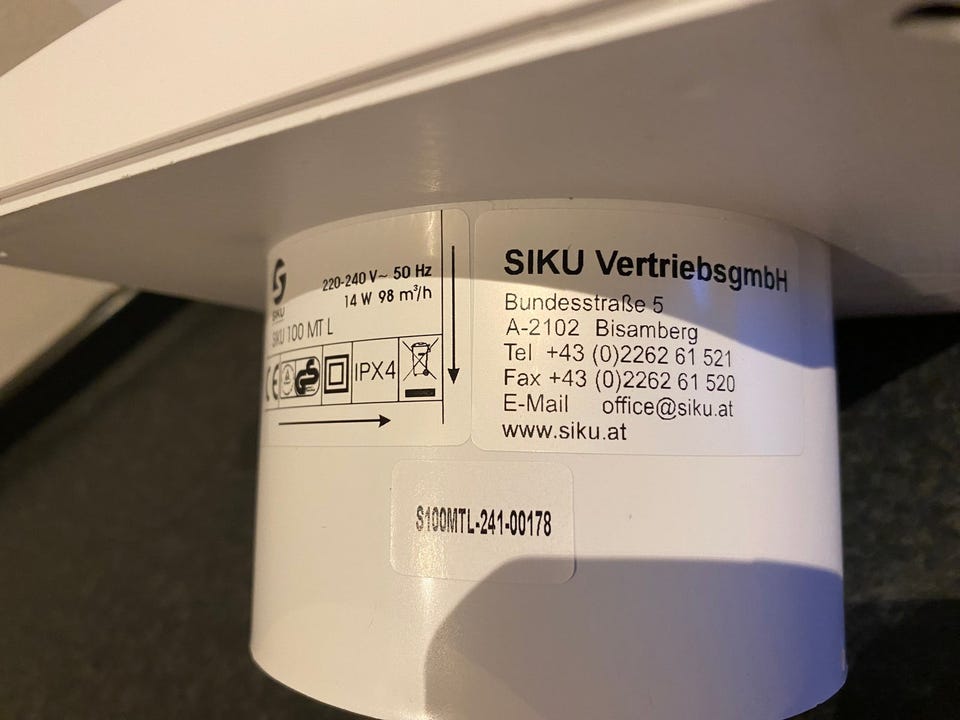 SIKU
220-240 V~ 50 Hz
14 W 98 m³/h
SIKU 100 MT L
CE
IPX4
SIKU VertriebsgmbH
Bundesstraße 5
A-2102 Bisamberg
Tel +43 (0)2262 61 521
Fax +43 (0)2262 61 520
E-Mail office@siku.at
www.siku.at
S100MTL-241-00178